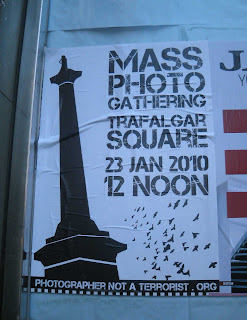 MASS
PHOTO
GATHERING
TRAFALGAR
SQUARE
23 JAN 2010
12 NOON
PHOTOGRAPHER NOT A TERRORIST . ORG